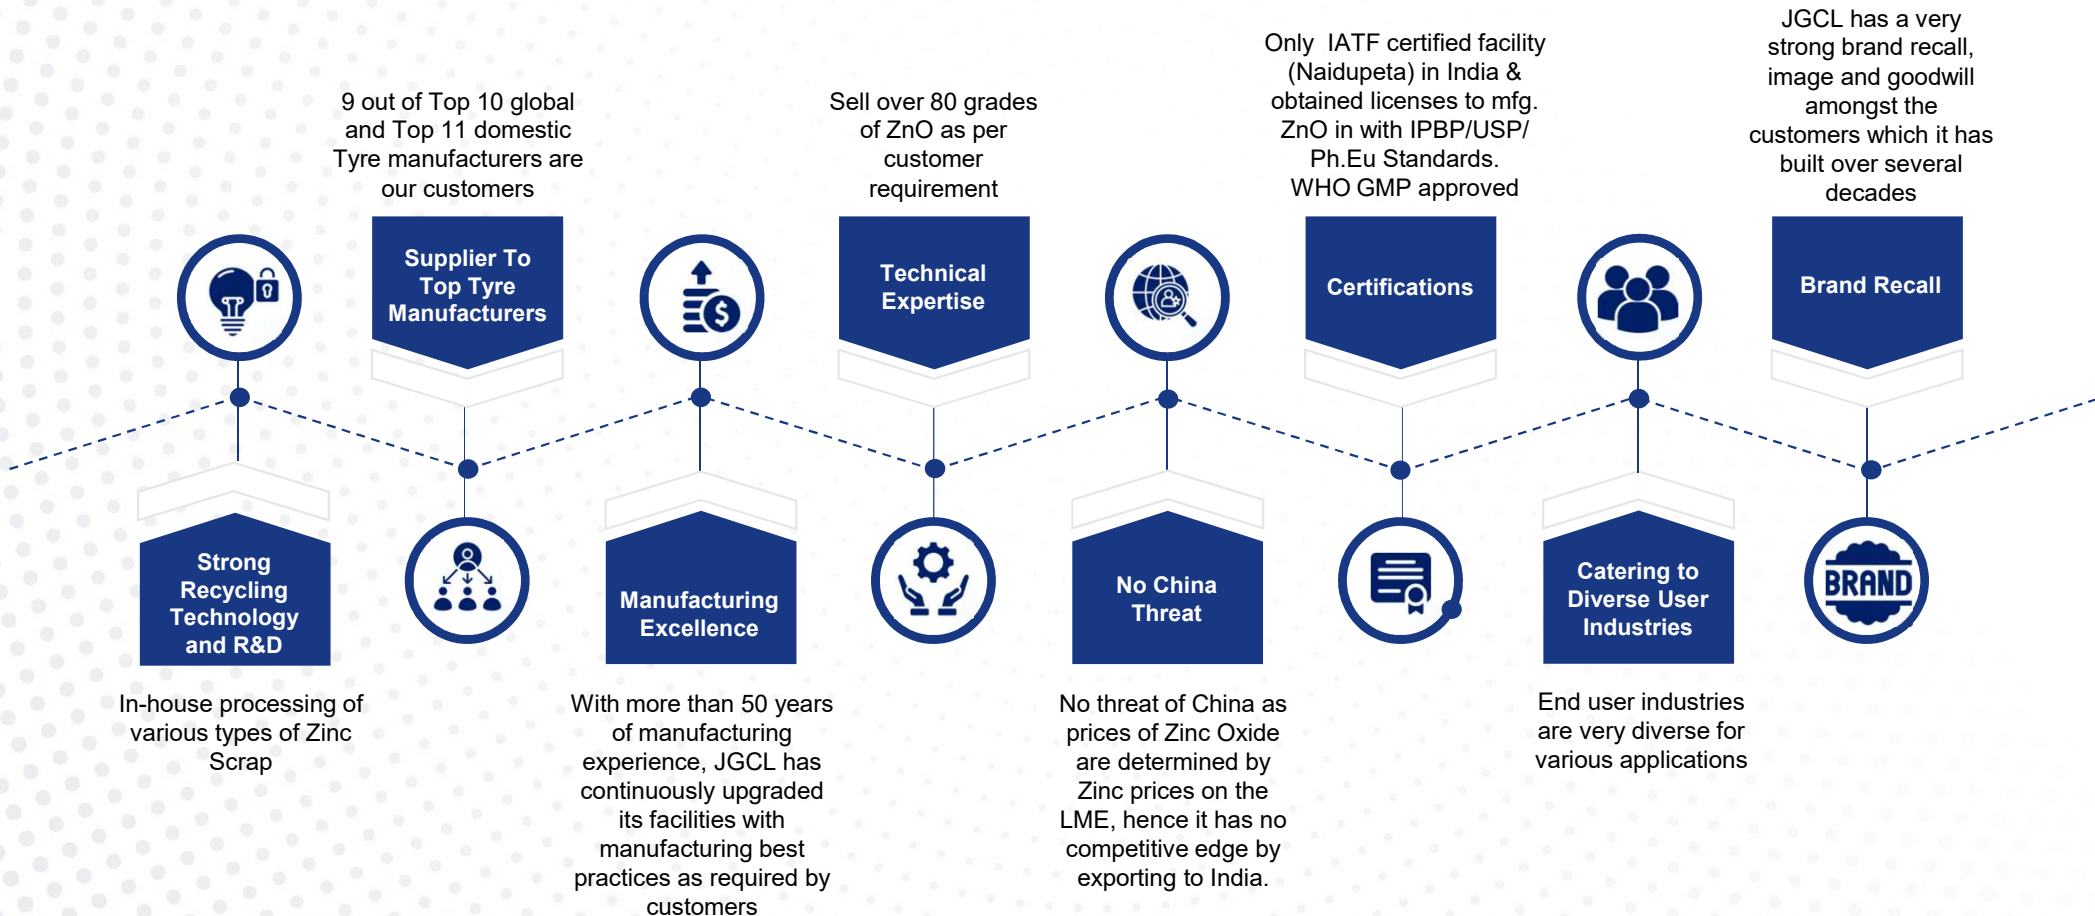 In-house processing of
various types of Zinc
Scrap
Strong
Recycling
Technology
and R&D
9 out of Top 10 global
and Top 11 domestic
Tyre manufacturers are
our customers
Supplier To
Top Tyre
Manufacturers
Manufacturing
Excellence
With more than 50 years
of manufacturing
experience, JGCL has
continuously upgraded
its facilities with
manufacturing best
practices as required by
customers
Sell over 80 grades
of ZnO as per
customer
requirement
Technical
Expertise
No China
Threat
No threat of China as
prices of Zinc Oxide
are determined by
Zinc prices on the
LME, hence it has no
competitive edge by
exporting to India.
Only IATF certified facility
(Naidupeta) in India &
obtained licenses to mfg.
ZnO in with IPBP/USP/
Ph.Eu Standards.
WHO GMP approved
Certifications
Catering to
Diverse User
Industries
End user industries
are very diverse for
various applications
JGCL has a very
strong brand recall,
image and goodwill
amongst the
customers which it has
built over several
decades
Brand Recall
BRAND